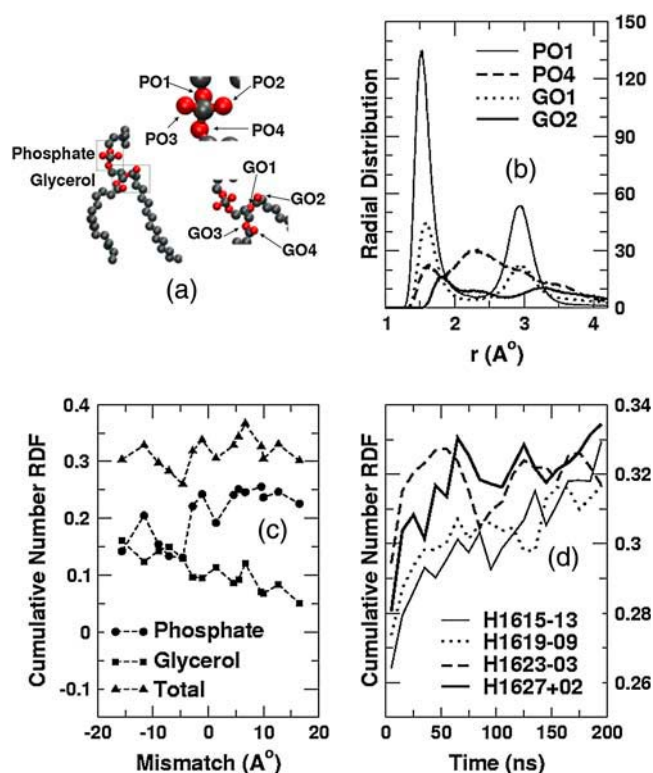 PO1
PO2
PO3
PO4
Phosphate
Glycerol
GO1
GO2
GO3
GO4
(a)
150
120
90
60
30
0
Radial Distribution
PO1
PO4
GO1
GO2
(b)
1 2 3 4
r (A°)
0.4
0.3
0.2
0.1
0
-0.1
Cumulative Number RDF
(c)
Phosphate
Glycerol
Total
-20 -10 0 10 20
Mismatch (A°)
0.34
0.32
0.3
0.28
0.26
Cumulative Number RDF
(d)
H1615-13
H1619-09
H1623-03
H1627+02
0 50 100 150 200
Time (ns)